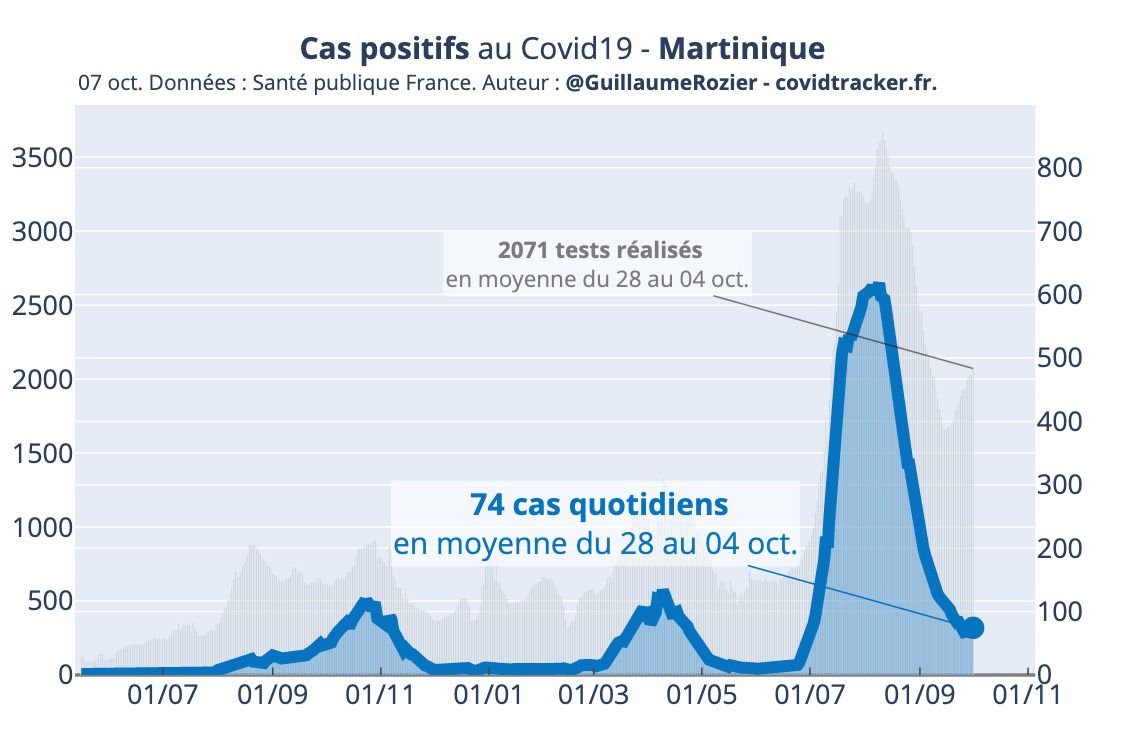 Cas positifs au Covid19 - Martinique
07 oct. Données : Santé publique France. Auteur : @GuillaumeRozier - covidtracker.fr.
3500
3000
2500
2000
1500
1000
500
0
800
700
600
500
400
300
200
100
0
2071 tests réalisés
en moyenne du 28 au 04 oct.
74 cas quotidiens
en moyenne du 28 au 04 oct.
01/07 01/09 01/11 01/01 01/03 01/05 01/07 01/09 01/11